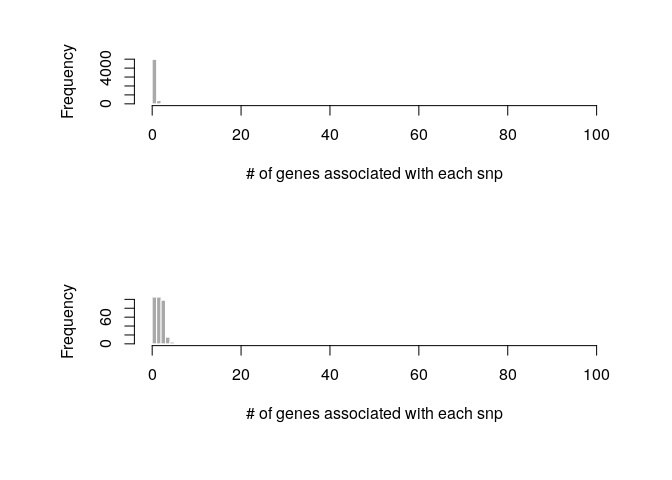 Frequency
4000
0
0 20 40 60 80 100
# of genes associated with each snp
Frequency
60
0
0 20 40 60 80 100
# of genes associated with each snp